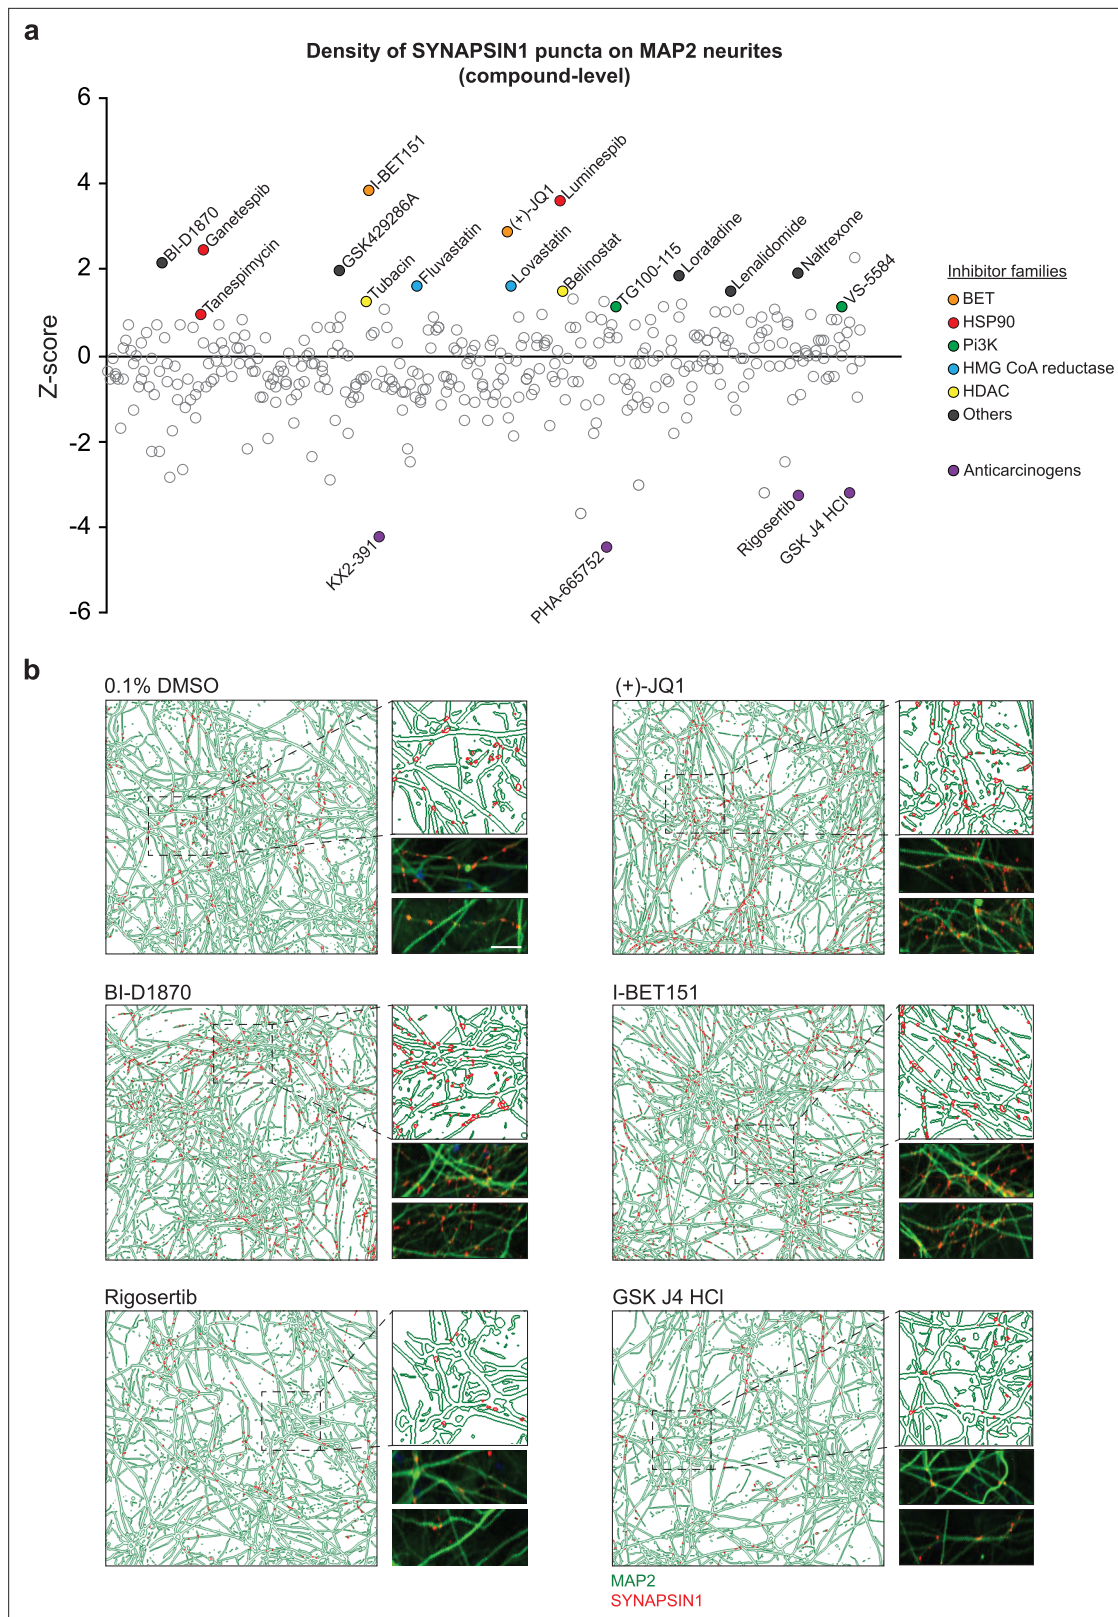 a
Density of SYNAPSIN1 puncta on MAP2 neurites
(compound-level)
Z-score
6
4
2
0
-2
-4
-6
BI-D1870
Ganetespib
Tanespimycin
I-BET151
GSK429286A
Tubacin
Fluvastatin
(+)-JQ1
Lovastatin
Luminespib
Belinostat
TG100-115
Loratadine
Lenalidomide
Naltrexone
VS-5584
KX2-391
PHA-665752
Rigosertib
GSK J4 HCl
Inhibitor families
BET
HSP90
Pi3K
HMG CoA reductase
HDAC
Others
Anticarcinogens
b
0.1% DMSO
(+)-JQ1
BI-D1870
I-BET151
Rigosertib
GSK J4 HCl
MAP2
SYNAPSIN1